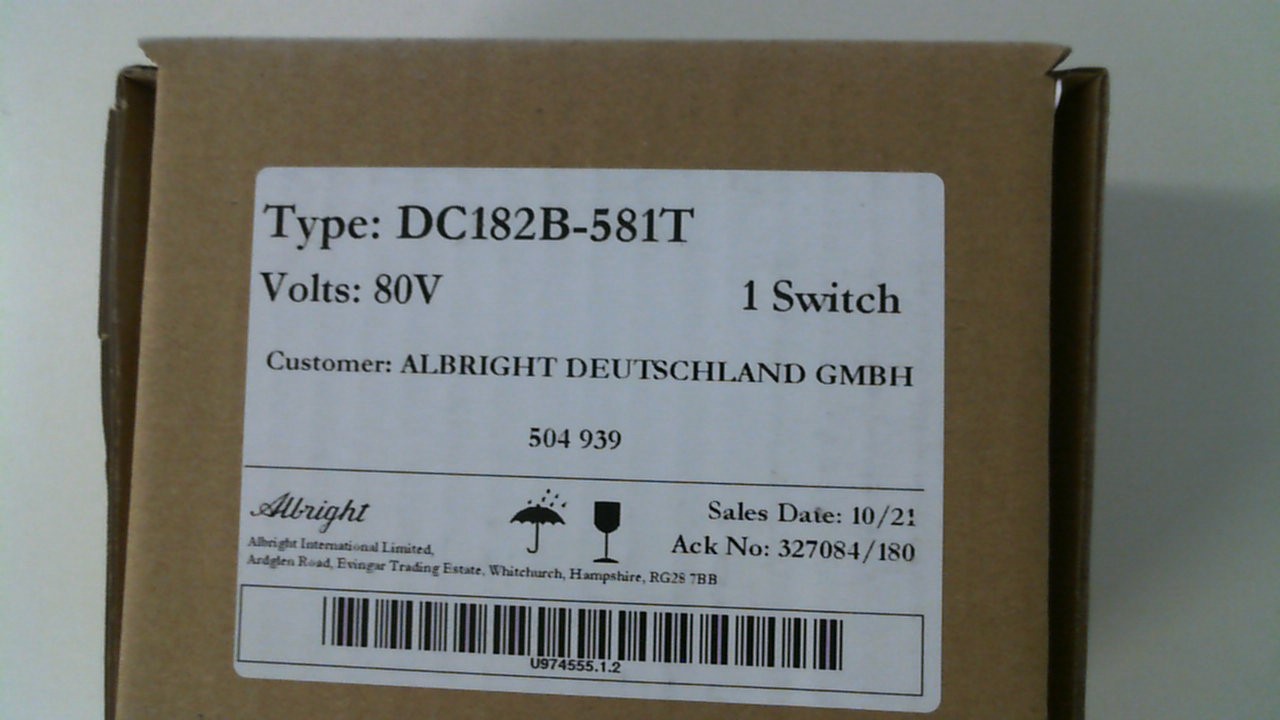 Type: DC182B-581T
Volts: 80V 1 Switch
Customer: ALBRIGHT DEUTSCHLAND GMBH
504 939
Albright
Sales Date: 10/21
Albright International Limited,
Ack No: 327084/180
Ardglen Road, Evingar Trading Estate, Whitchurch, Hampshire, RG28 7BB
U974555.1.2